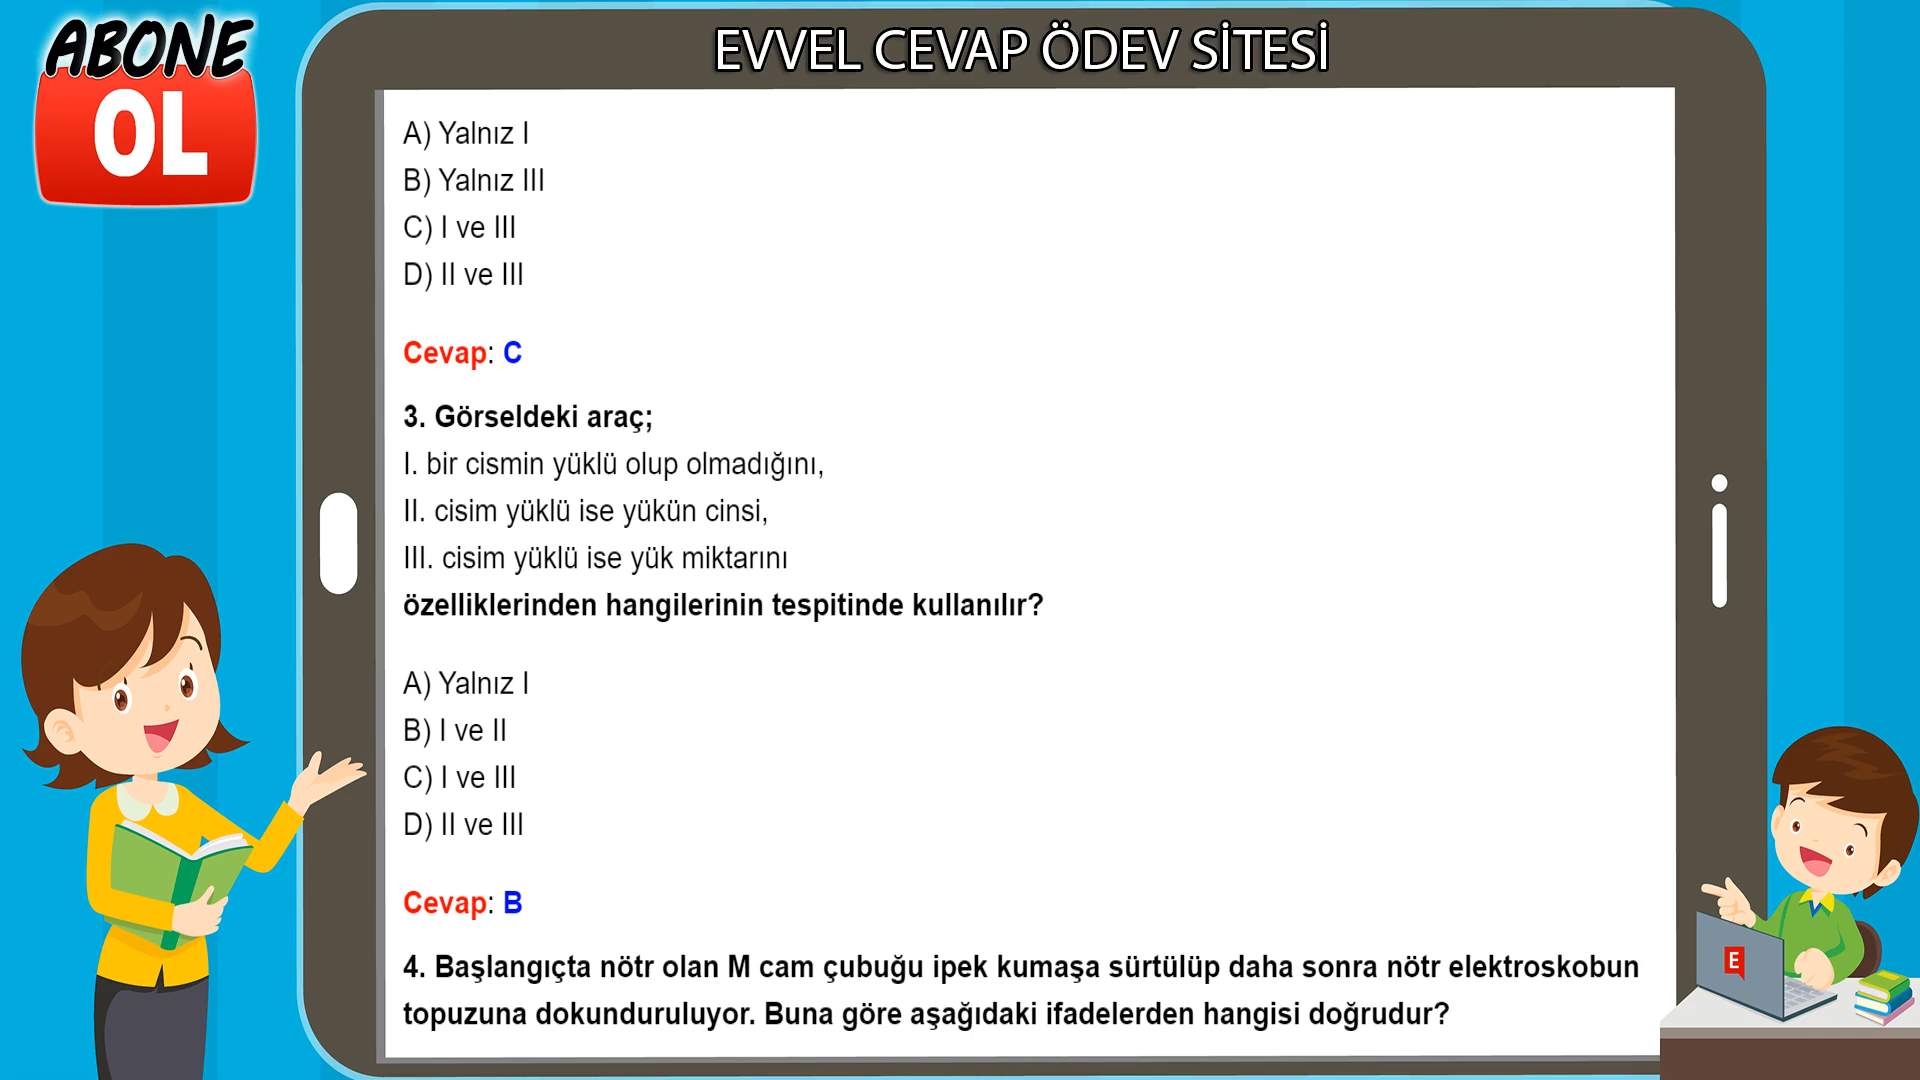 ABONE
OL
EVVEL CEVAP ÖDEV SİTESİ
A) Yalnız I
B) Yalnız III
C) I ve III
D) II ve III
Cevap: C
3. Görseldeki araç;
I. bir cismin yüklü olup olmadığını,
II. cisim yüklü ise yükün cinsi,
III. cisim yüklü ise yük miktarını
özelliklerinden hangilerinin tespitinde kullanılır?
A) Yalnız I
B) I ve II
C) I ve III
D) II ve III
Cevap: B
4. Başlangıçta nötr olan M cam çubuğu ipek kumaşa sürtülüp daha sonra nötr elektroskobun
topuzuna dokunduruluyor. Buna göre aşağıdaki ifadelerden hangisi doğrudur?
E